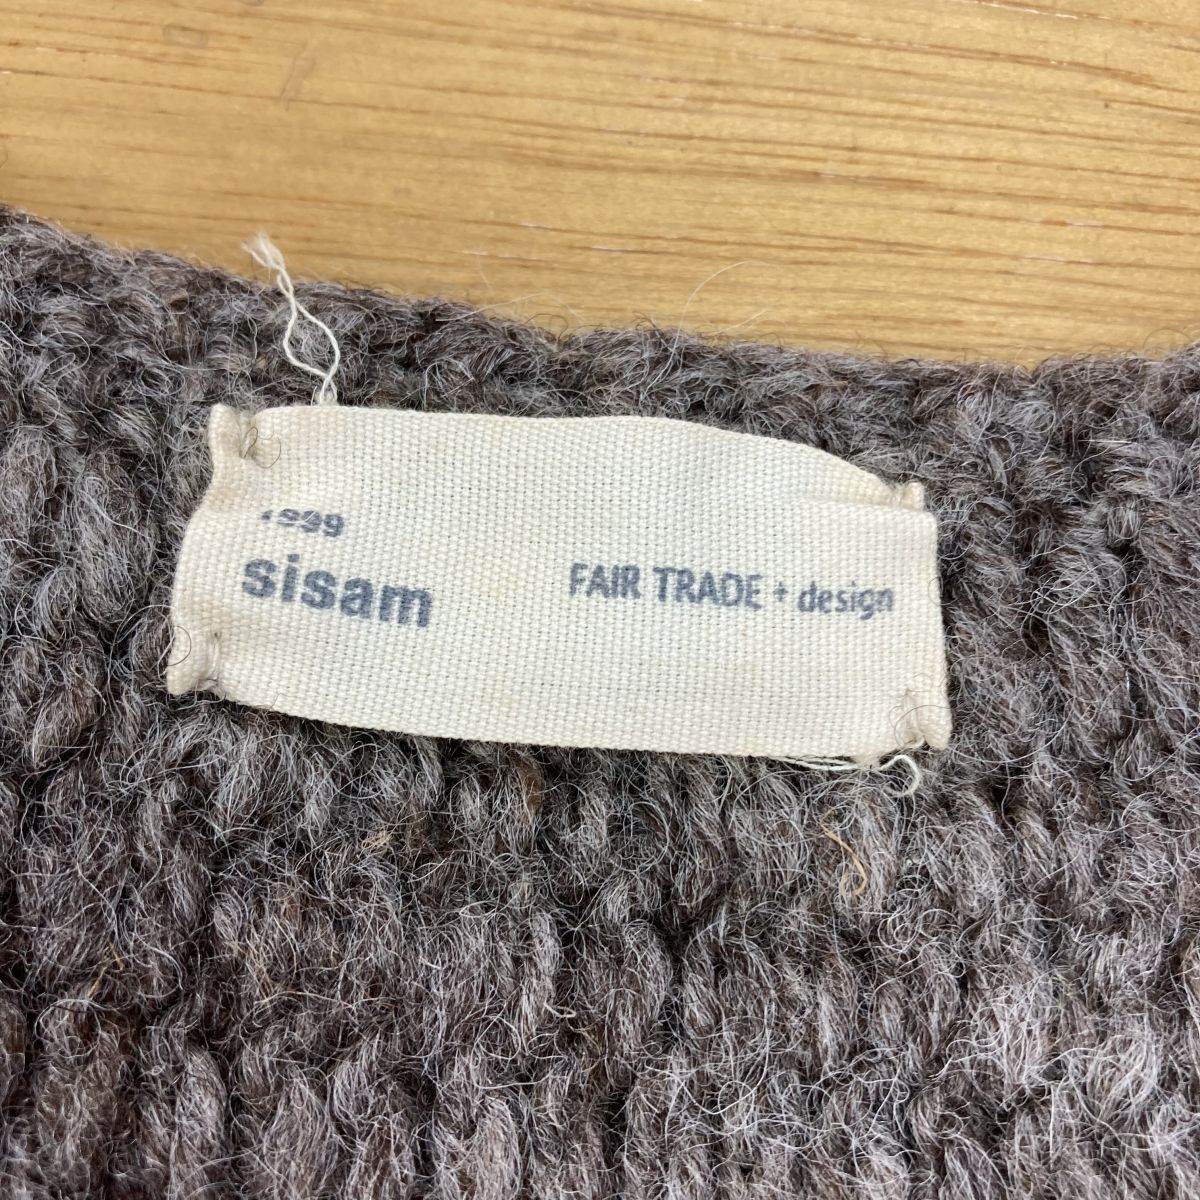 1999
sisam
FAIR TRADE + design